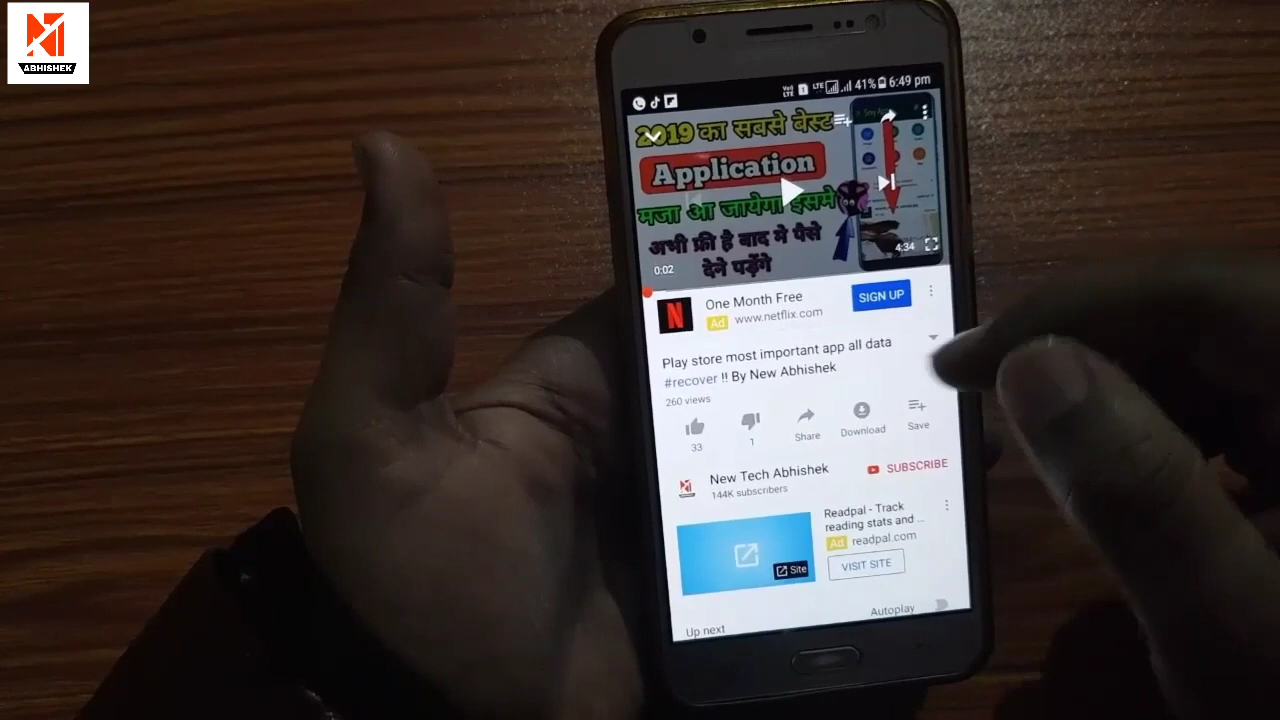 ABHISHEK
VoLTE 1 LTE 41% 6:49 pm
2019 का सबसे बेस्ट
Application
मजा आ जायेगा इसमे
अभी फ्री है बाद मे पैसे
देने पड़ेंगे
0:02
4:34
One Month Free
Ad www.netflix.com
SIGN UP
Play store most important app all data
#recover !! By New Abhishek
260 views
33
1
Share
Download
Save
New Tech Abhishek
144K subscribers
SUBSCRIBE
Readpal - Track
reading stats and ...
Ad readpal.com
VISIT SITE
Site
Autoplay
Up next